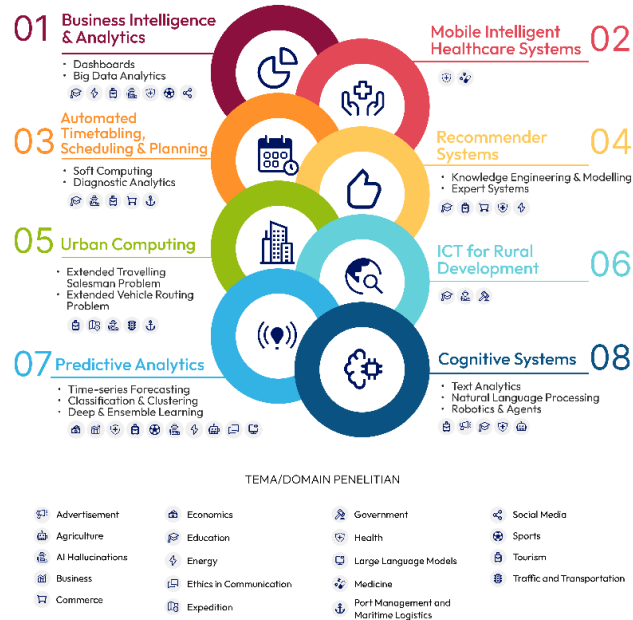 01
Business Intelligence
& Analytics
• Dashboards
• Big Data Analytics
Mobile Intelligent
Healthcare Systems
02
03
Automated
Timetabling,
Scheduling & Planning
• Soft Computing
• Diagnostic Analytics
Recommender
Systems
04
• Knowledge Engineering & Modelling
• Expert Systems
05
Urban Computing
• Extended Travelling
Salesman Problem
• Extended Vehicle Routing
Problem
ICT for Rural
Development
06
07
Predictive Analytics
• Time-series Forecasting
• Classification & Clustering
• Deep & Ensemble Learning
Cognitive Systems
08
• Text Analytics
• Natural Language Processing
• Robotics & Agents
TEMA/DOMAIN PENELITIAN
Advertisement
Agriculture
AI Hallucinations
Business
Commerce
Economics
Education
Energy
Ethics in Communication
Expedition
Government
Health
Large Language Models
Medicine
Port Management and
Maritime Logistics
Social Media
Sports
Tourism
Traffic and Transportation